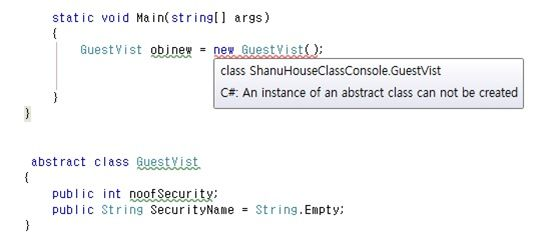 static void Main(string[] args)
{
GuestVist objnew = new GuestVist();
class ShanuHouseClassConsole.GuestVist
C#: An instance of an abstract class can not be created
}
}
abstract class GuestVist
{
public int noofSecurity;
public String SecurityName = String.Empty;
}